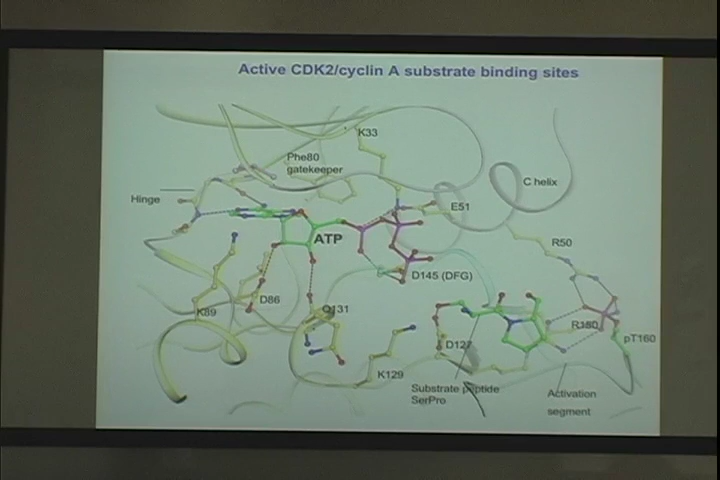 Active CDK2/cyclin A substrate binding sites
K33
Phe80
gatekeeper
C helix
Hinge
E51
ATP
R50
D145 (DFG)
D86
K89
Q131
D127
R150
pT160
K129
Substrate peptide
SerPro
Activation
segment